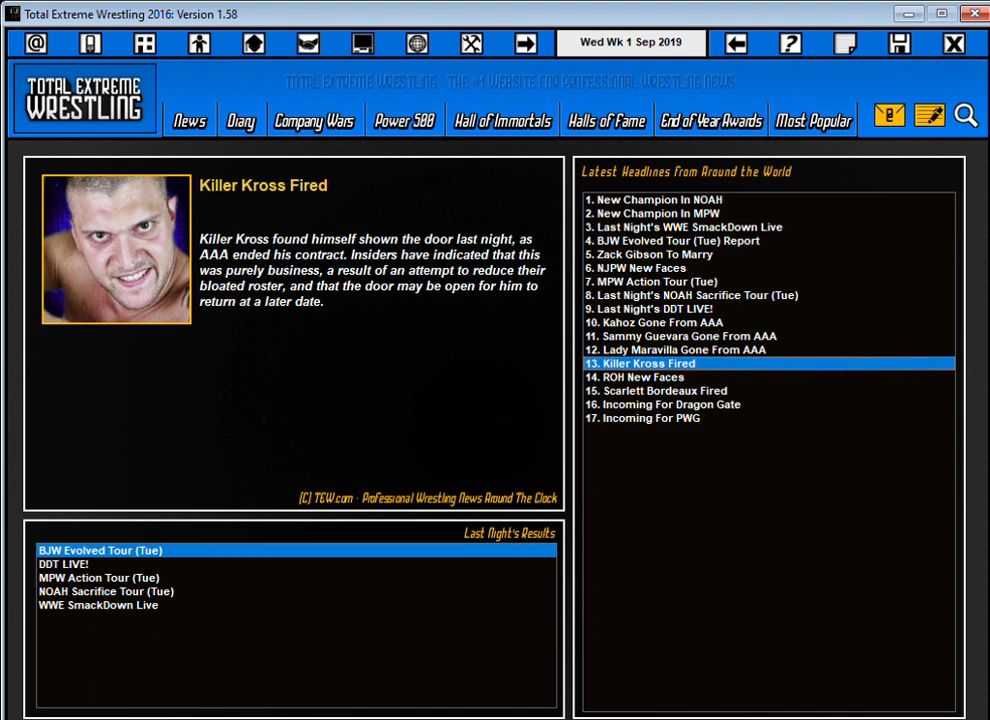 Total Extreme Wrestling 2016: Version 1.58
Wed Wk 1 Sep 2019
TOTAL EXTREME WRESTLING THE #1 WEBSITE FOR PROFESSIONAL WRESTLING NEWS
TOTAL EXTREME
WRESTLING
News
Diary
Company Wars
Power 500
Hall of Immortals
Halls of Fame
End of Year Awards
Most Popular
Killer Kross Fired
Killer Kross found himself shown the door last night, as
AAA ended his contract. Insiders have indicated that this
was purely business, a result of an attempt to reduce their
bloated roster, and that the door may be open for him to
return at a later date.
(C) TEW.com - Professional Wrestling News Around The Clock
Last Night's Results
BJW Evolved Tour (Tue)
DDT LIVE!
MPW Action Tour (Tue)
NOAH Sacrifice Tour (Tue)
WWE SmackDown Live
Latest Headlines from Around the World
1. New Champion In NOAH
2. New Champion In MPW
3. Last Night's WWE SmackDown Live
4. BJW Evolved Tour (Tue) Report
5. Zack Gibson To Marry
6. NJPW New Faces
7. MPW Action Tour (Tue)
8. Last Night's NOAH Sacrifice Tour (Tue)
9. Last Night's DDT LIVE!
10. Kahoz Gone From AAA
11. Sammy Guevara Gone From AAA
12. Lady Maravilla Gone From AAA
13. Killer Kross Fired
14. ROH New Faces
15. Scarlett Bordeaux Fired
16. Incoming For Dragon Gate
17. Incoming For PWG